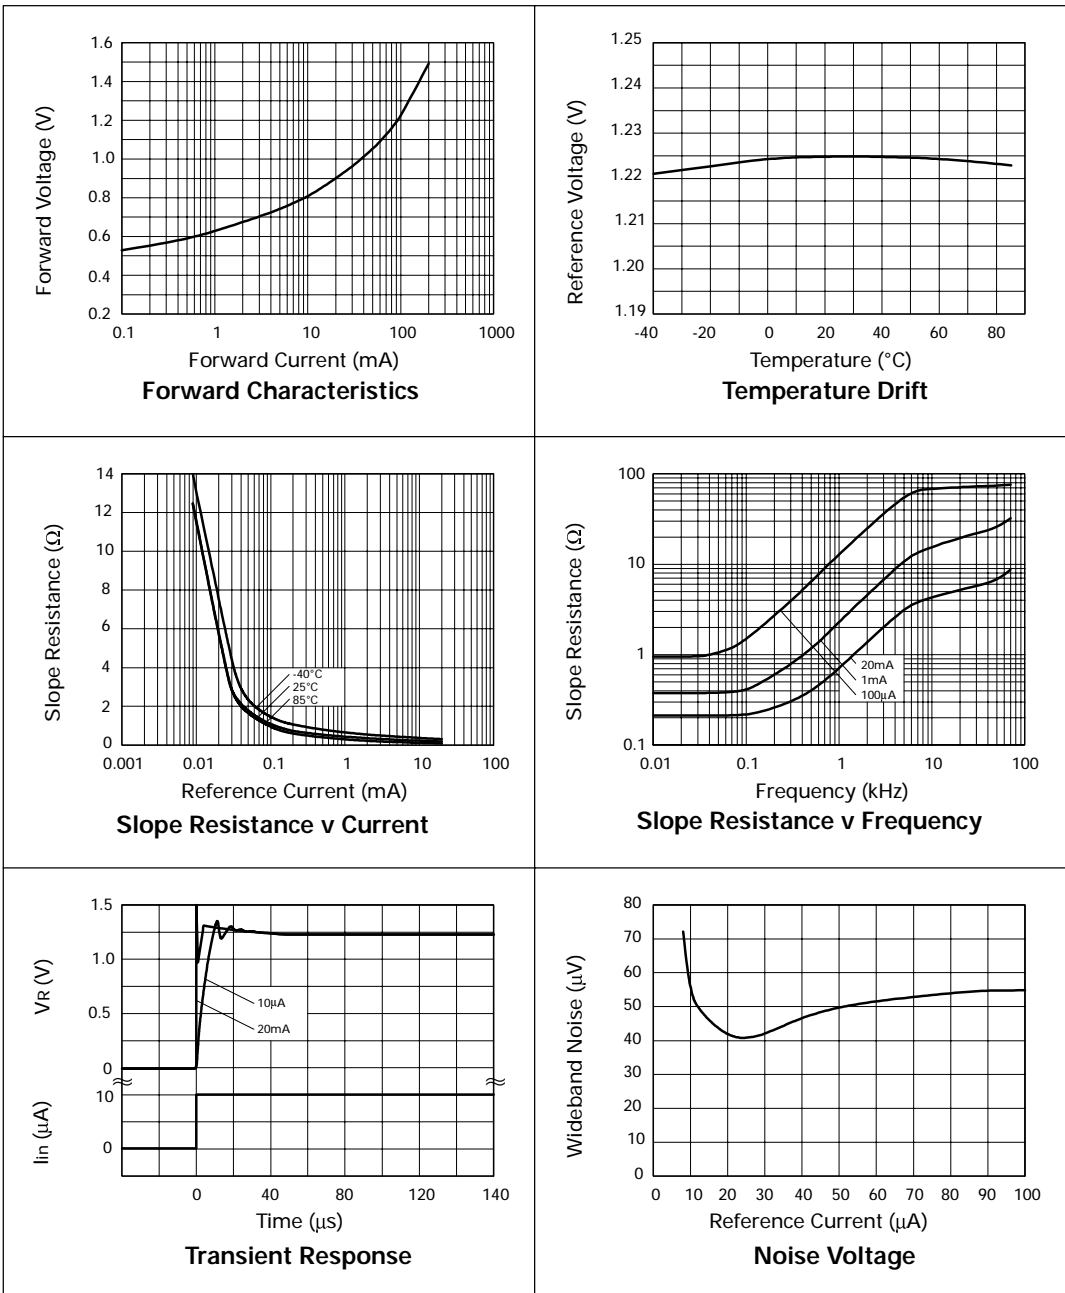 1.6
1.4
1.2
1.0
0.8
0.6
0.4
0.2
Forward Voltage (V)
0.1 1 10 100 1000
Forward Current (mA)
Forward Characteristics
1.25
1.24
1.23
1.22
1.21
1.20
1.19
Reference Voltage (V)
-40 -20 0 20 40 60 80
Temperature (°C)
Temperature Drift
14
12
10
8
6
4
2
0
Slope Resistance (Ω)
-40°C
25°C
85°C
0.001 0.01 0.1 1 10 100
Reference Current (mA)
Slope Resistance v Current
100
10
1
0.1
Slope Resistance (Ω)
20mA
1mA
100µA
0.01 0.1 1 10 100
Frequency (kHz)
Slope Resistance v Frequency
1.5
1.0
0.5
0
VR (V)
10µA
20mA
10
0
Iin (µA)
0 40 80 120 140
Time (µs)
Transient Response
80
70
60
50
40
30
20
10
0
Wideband Noise (µV)
0 10 20 30 40 50 60 70 80 90 100
Reference Current (µA)
Noise Voltage